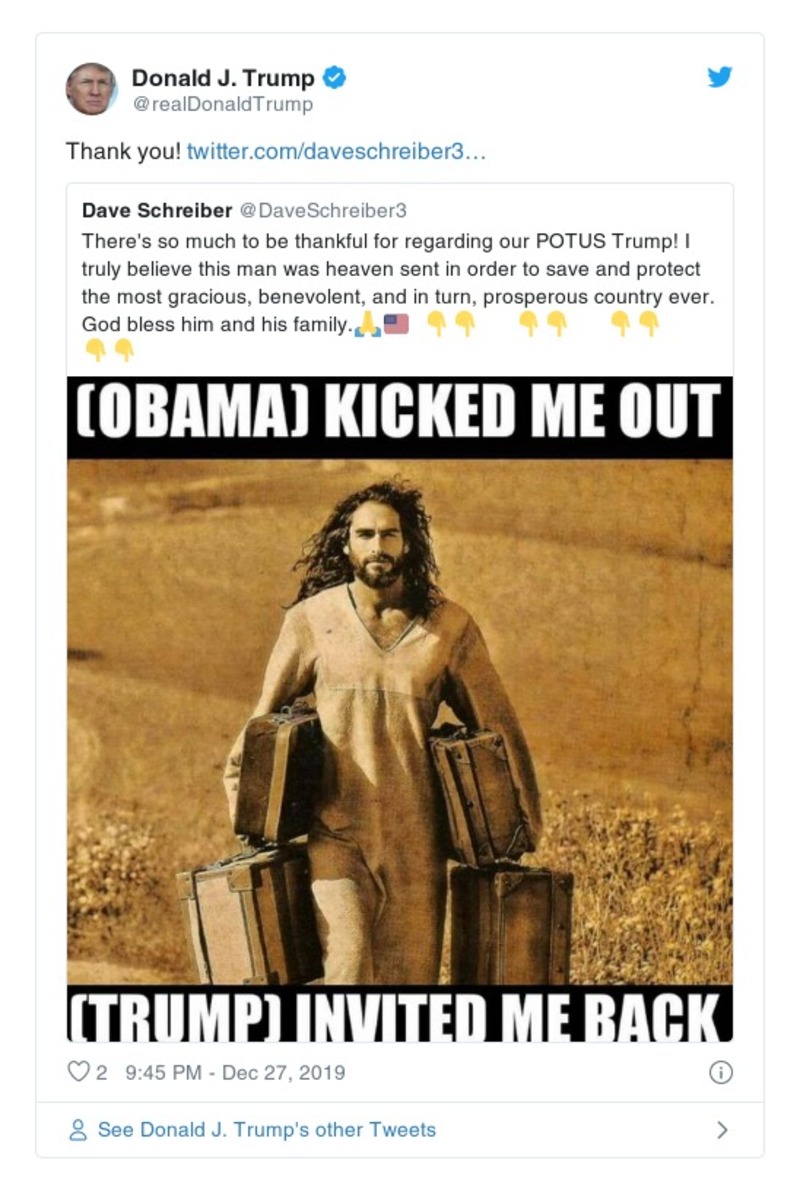 Donald J. Trump
@realDonaldTrump
Thank you! twitter.com/daveschreiber3…
Dave Schreiber @DaveSchreiber3
There's so much to be thankful for regarding our POTUS Trump! I
truly believe this man was heaven sent in order to save and protect
the most gracious, benevolent, and in turn, prosperous country ever.
God bless him and his family.🙏🇺🇸 👇👇 👇👇 👇👇
👇👇
(OBAMA) KICKED ME OUT
(TRUMP) INVITED ME BACK
2 9:45 PM - Dec 27, 2019
See Donald J. Trump's other Tweets